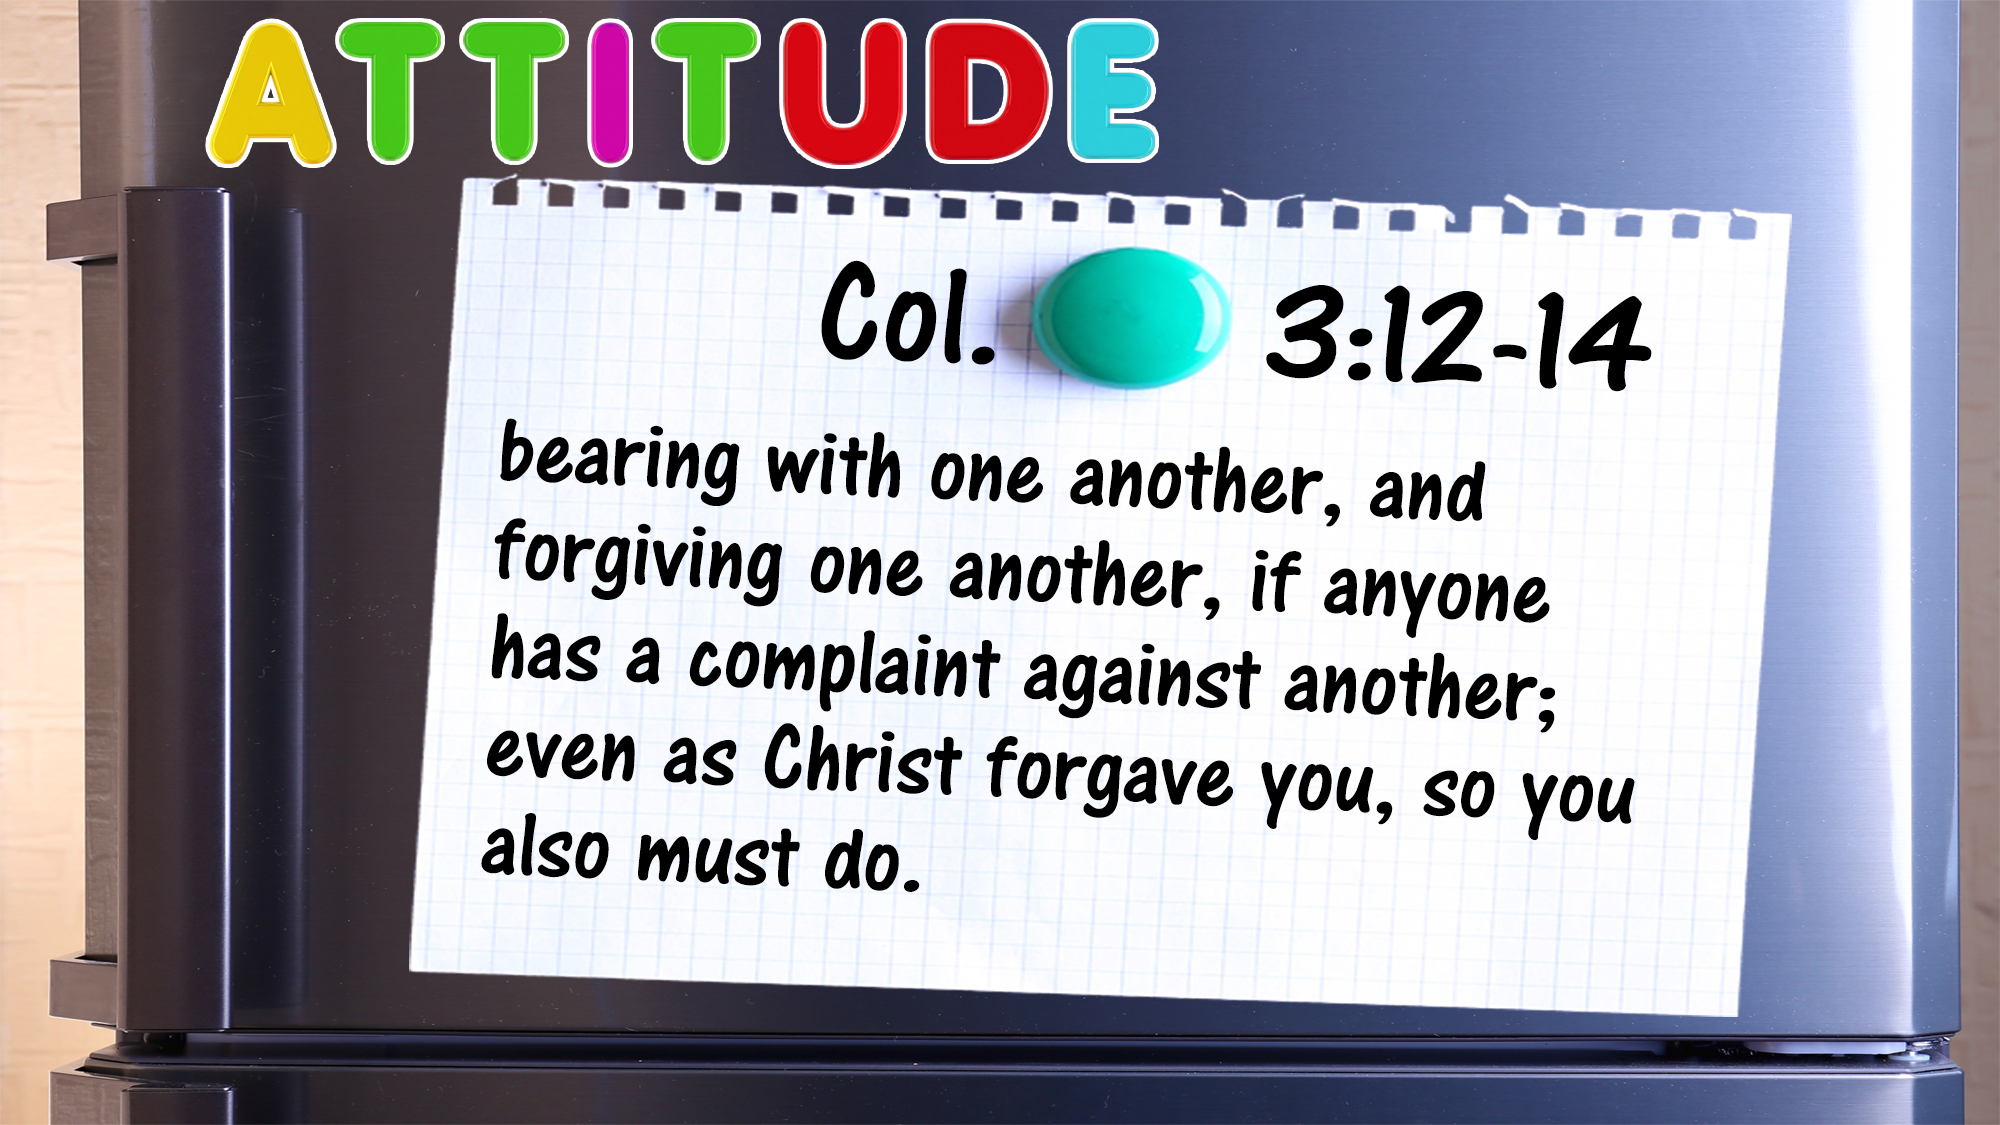 ATTITUDE
Col. 3:12-14
bearing with one another, and
forgiving one another, if anyone
has a complaint against another;
even as Christ forgave you, so you
also must do.